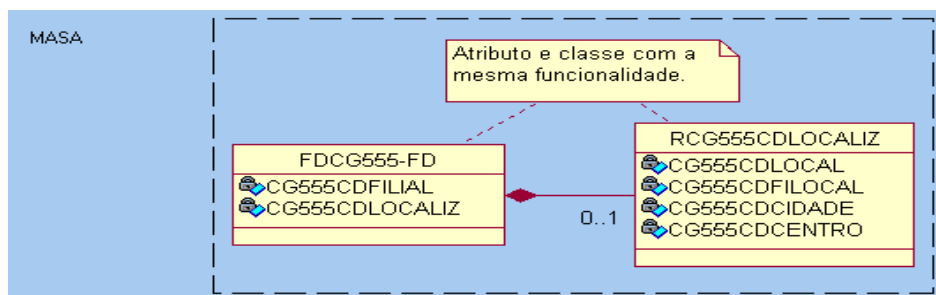 MASA
Atributo e classe com a
mesma funcionalidade.
FDCG555-FD
CG555CDFILIAL
CG555CDLOCALIZ
0..1
RCG555CDLOCALIZ
CG555CDLOCAL
CG555CDFILOCAL
CG555CDCIDADE
CG555CDCENTRO